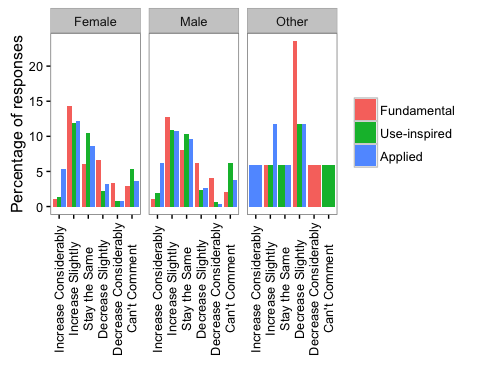 Female
Male
Other
Percentage of responses
20
15
10
5
0
Increase Considerably
Increase Slightly
Stay the Same
Decrease Slightly
Decrease Considerably
Can't Comment
Increase Considerably
Increase Slightly
Stay the Same
Decrease Slightly
Decrease Considerably
Can't Comment
Increase Considerably
Increase Slightly
Stay the Same
Decrease Slightly
Decrease Considerably
Can't Comment
Fundamental
Use-inspired
Applied